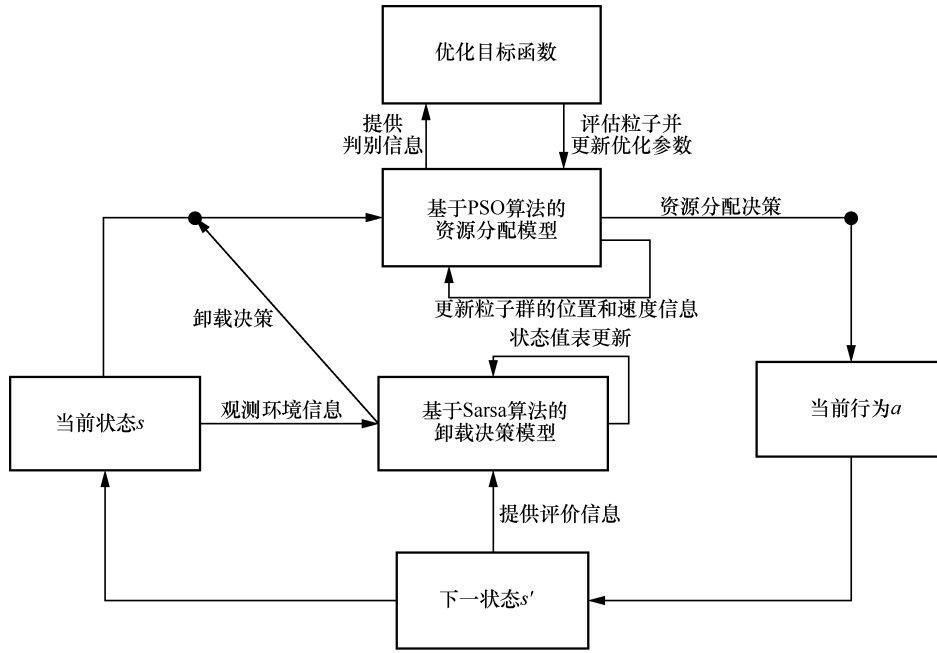 优化目标函数
提供
判别信息
评估粒子并
更新优化参数
基于PSO算法的
资源分配模型
资源分配决策
更新粒子群的位置和速度信息
卸载决策
状态值表更新
当前状态s
观测环境信息
基于Sarsa算法的
卸载决策模型
当前行为a
提供评价信息
下一状态s′